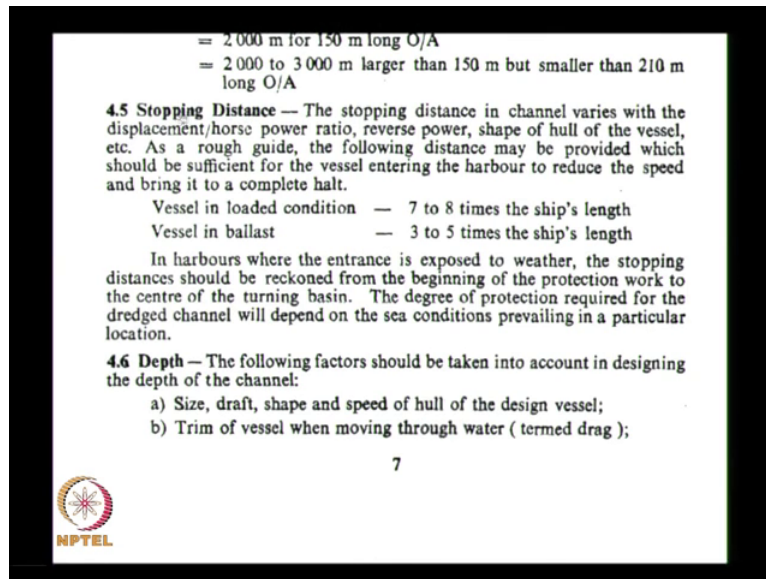 = 2 000 m for 150 m long O/A
= 2 000 to 3 000 m larger than 150 m but smaller than 210 m
long O/A
4.5 Stopping Distance — The stopping distance in channel varies with the
displacement/horse power ratio, reverse power, shape of hull of the vessel,
etc. As a rough guide, the following distance may be provided which
should be sufficient for the vessel entering the harbour to reduce the speed
and bring it to a complete halt.
Vessel in loaded condition — 7 to 8 times the ship's length
Vessel in ballast — 3 to 5 times the ship's length
In harbours where the entrance is exposed to weather, the stopping
distances should be reckoned from the beginning of the protection work to
the centre of the turning basin. The degree of protection required for the
dredged channel will depend on the sea conditions prevailing in a particular
location.
4.6 Depth — The following factors should be taken into account in designing
the depth of the channel:
a) Size, draft, shape and speed of hull of the design vessel;
b) Trim of vessel when moving through water ( termed drag );
7
NPTEL